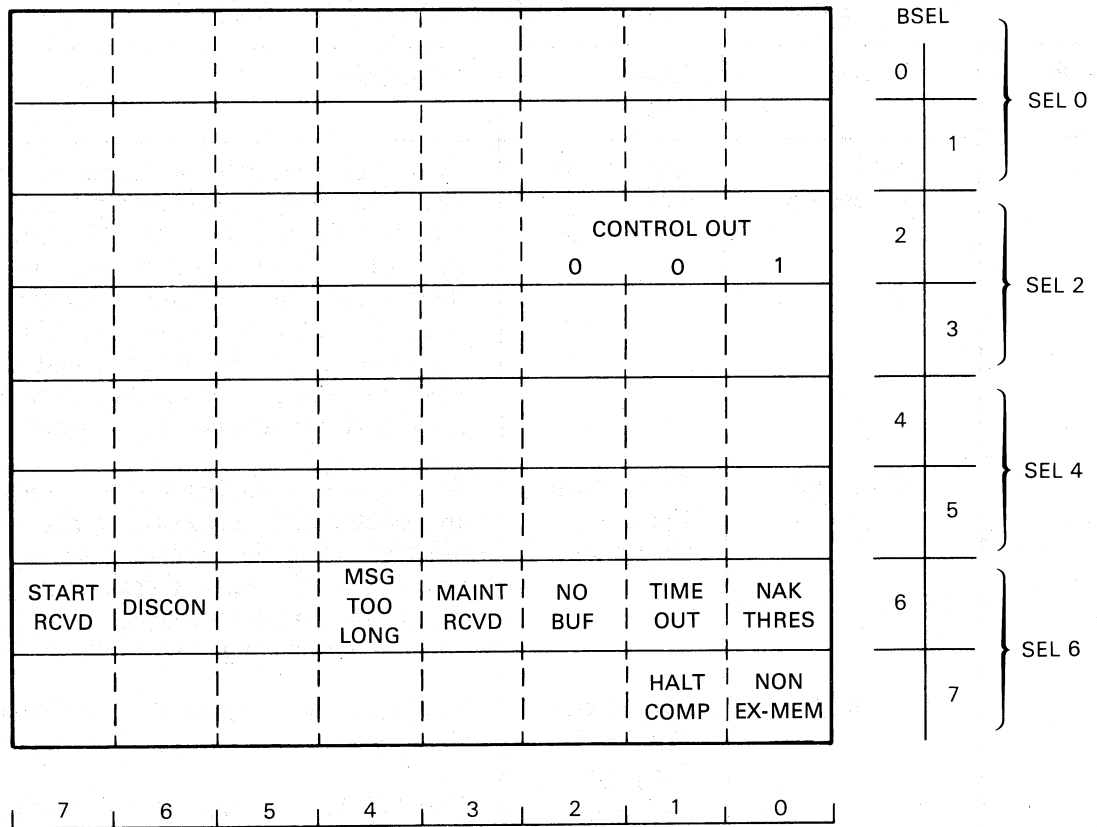 BSEL
0
SEL 0
1
CONTROL OUT
2
0 0 1
SEL 2
3
4
SEL 4
5
START RCVD
DISCON
MSG TOO LONG
MAINT RCVD
NO BUF
TIME OUT
NAK THRES
6
SEL 6
HALT COMP
NON EX-MEM
7
7 6 5 4 3 2 1 0